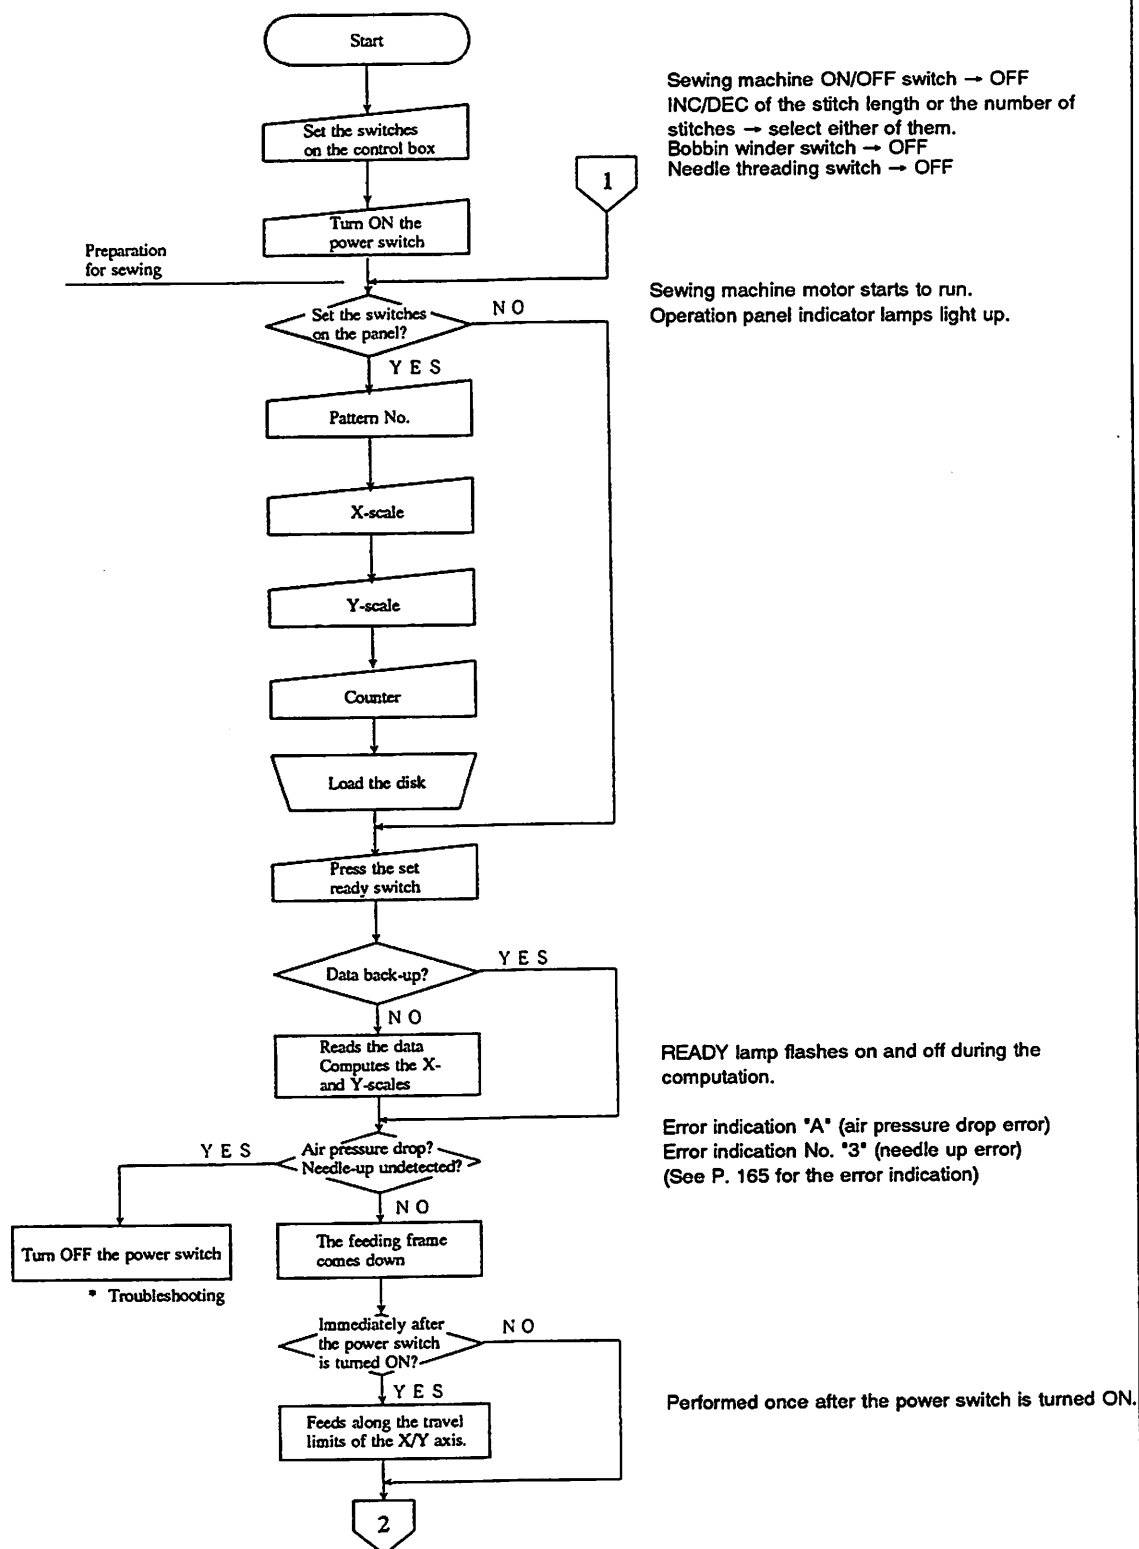 Start
Sewing machine ON/OFF switch → OFF
INC/DEC of the stitch length or the number of
stitches → select either of them.
Bobbin winder switch → OFF
Needle threading switch → OFF
Set the switches
on the control box
1
Turn ON the
power switch
Preparation
for sewing
Sewing machine motor starts to run.
Operation panel indicator lamps light up.
Set the switches
on the panel?
NO
YES
Pattern No.
X-scale
Y-scale
Counter
Load the disk
Press the set
ready switch
Data back-up?
YES
NO
Reads the data
Computes the X-
and Y-scales
READY lamp flashes on and off during the
computation.
Error indication "A" (air pressure drop error)
Error indication No. "3" (needle up error)
(See P. 165 for the error indication)
YES
Air pressure drop?
Needle-up undetected?
NO
Turn OFF the power switch
* Troubleshooting
The feeding frame
comes down
Immediately after
the power switch
is turned ON?
NO
YES
Performed once after the power switch is turned ON.
Feeds along the travel
limits of the X/Y axis.
2